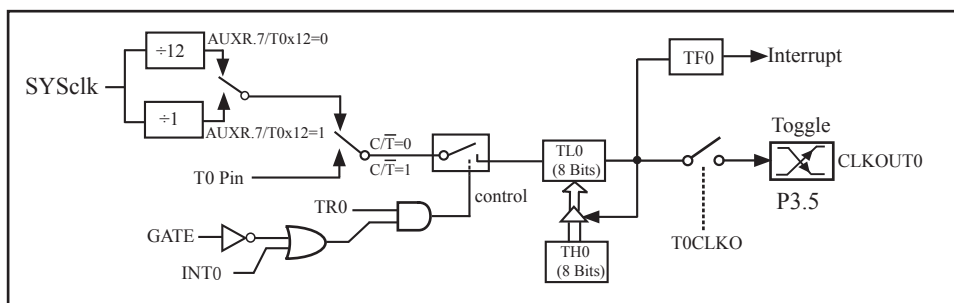 ÷12
AUXR.7/T0x12=0
SYSclk
÷1
AUXR.7/T0x12=1
T0 Pin
C/T̅=0
C/T̅=1
control
TR0
GATE
INT0
TL0
(8 Bits)
TH0
(8 Bits)
TF0
Interrupt
Toggle
CLKOUT0
P3.5
T0CLKO